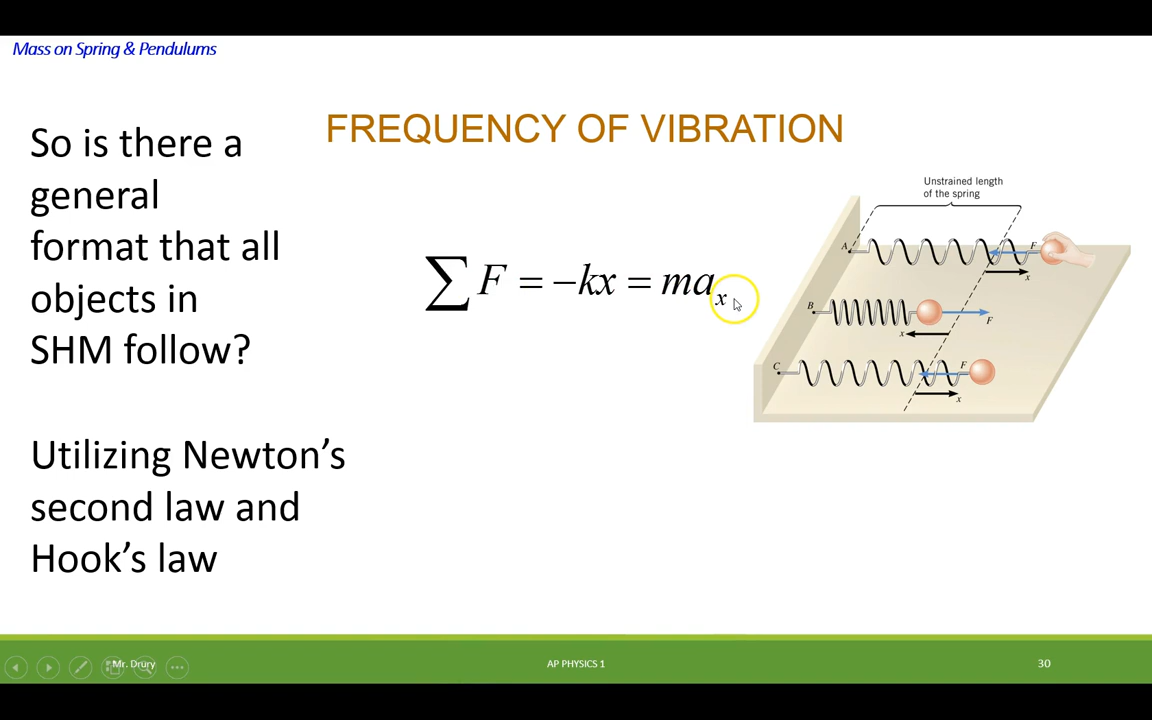 Mass on Spring & Pendulums
FREQUENCY OF VIBRATION
So is there a
general
format that all
objects in
SHM follow?
Utilizing Newton’s
second law and
Hook’s law
∑ F = −kx = maₓ
Unstrained length
of the spring
A
F
x
B
F
x
C
F
x
Mr. Drury
AP PHYSICS 1
30